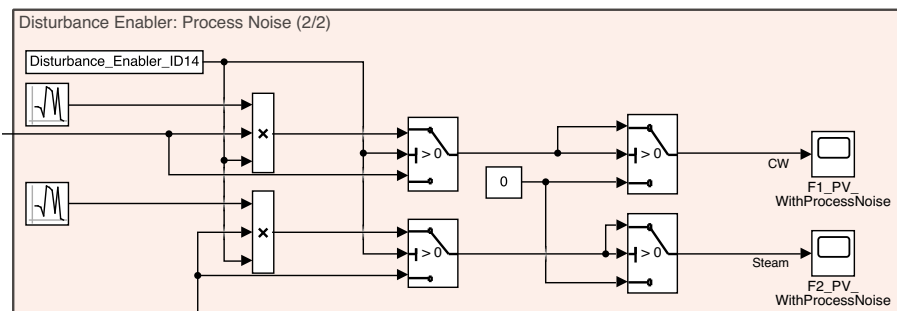 Disturbance Enabler: Process Noise (2/2)
Disturbance_Enabler_ID14
×
> 0
> 0
CW
0
F1_PV_
WithProcessNoise
×
> 0
> 0
Steam
F2_PV_
WithProcessNoise